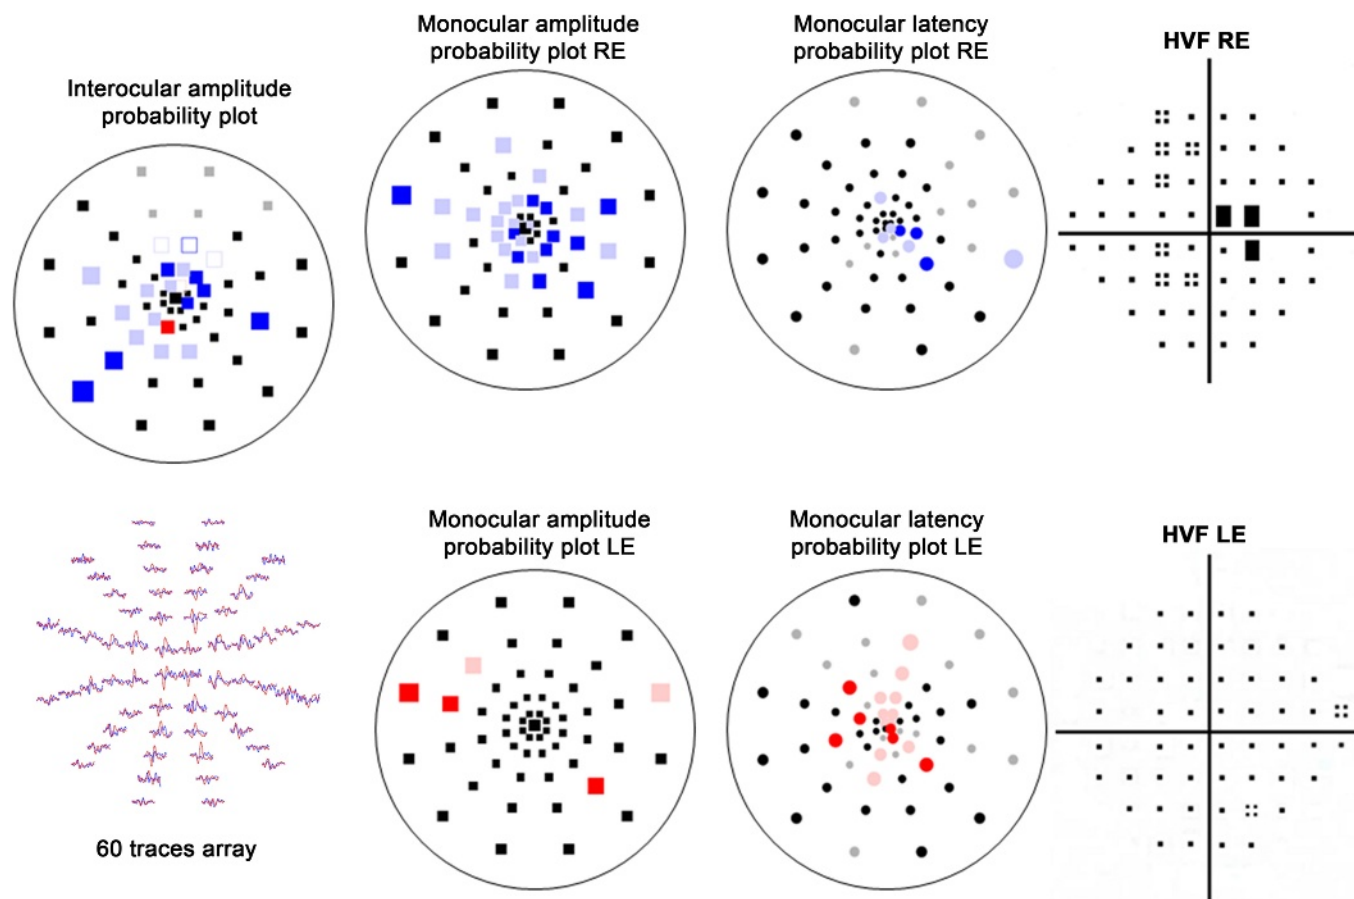 Interocular amplitude
probability plot
Monocular amplitude
probability plot RE
Monocular latency
probability plot RE
HVF RE
60 traces array
Monocular amplitude
probability plot LE
Monocular latency
probability plot LE
HVF LE